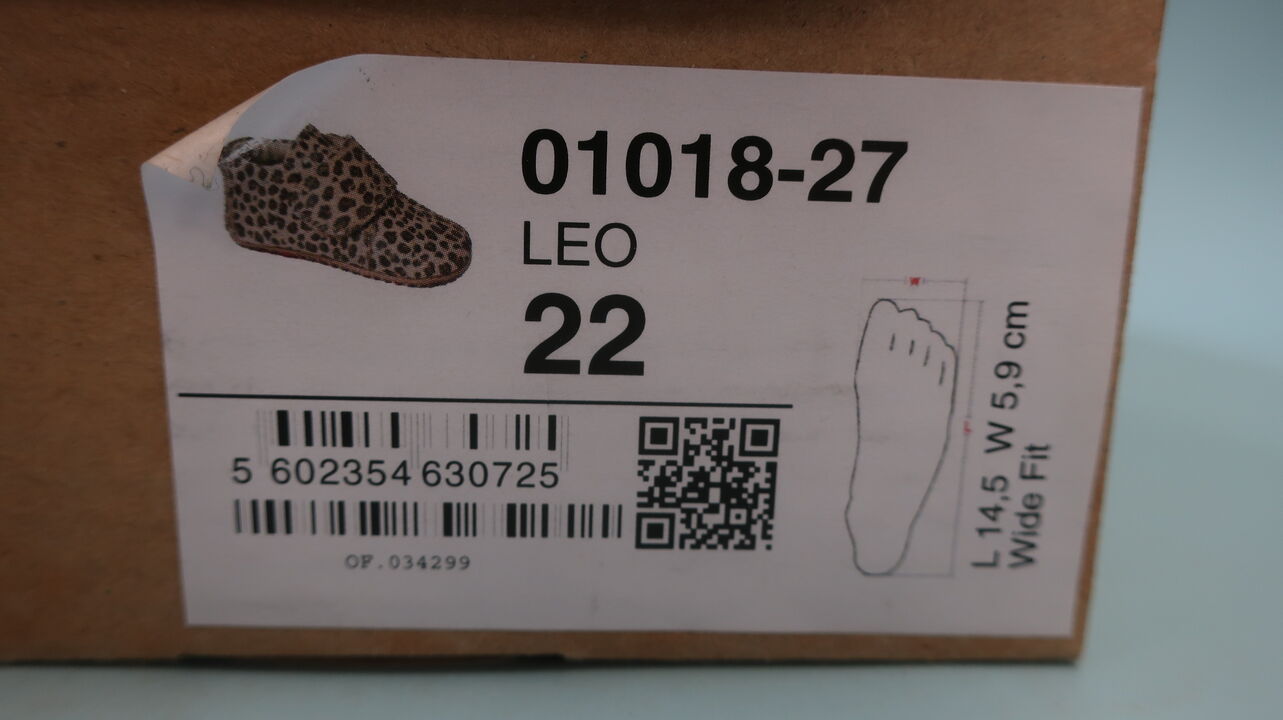 01018-27
LEO
22
5 602354 630725
OF.034299
L 14,5 W 5,9 cm
Wide Fit